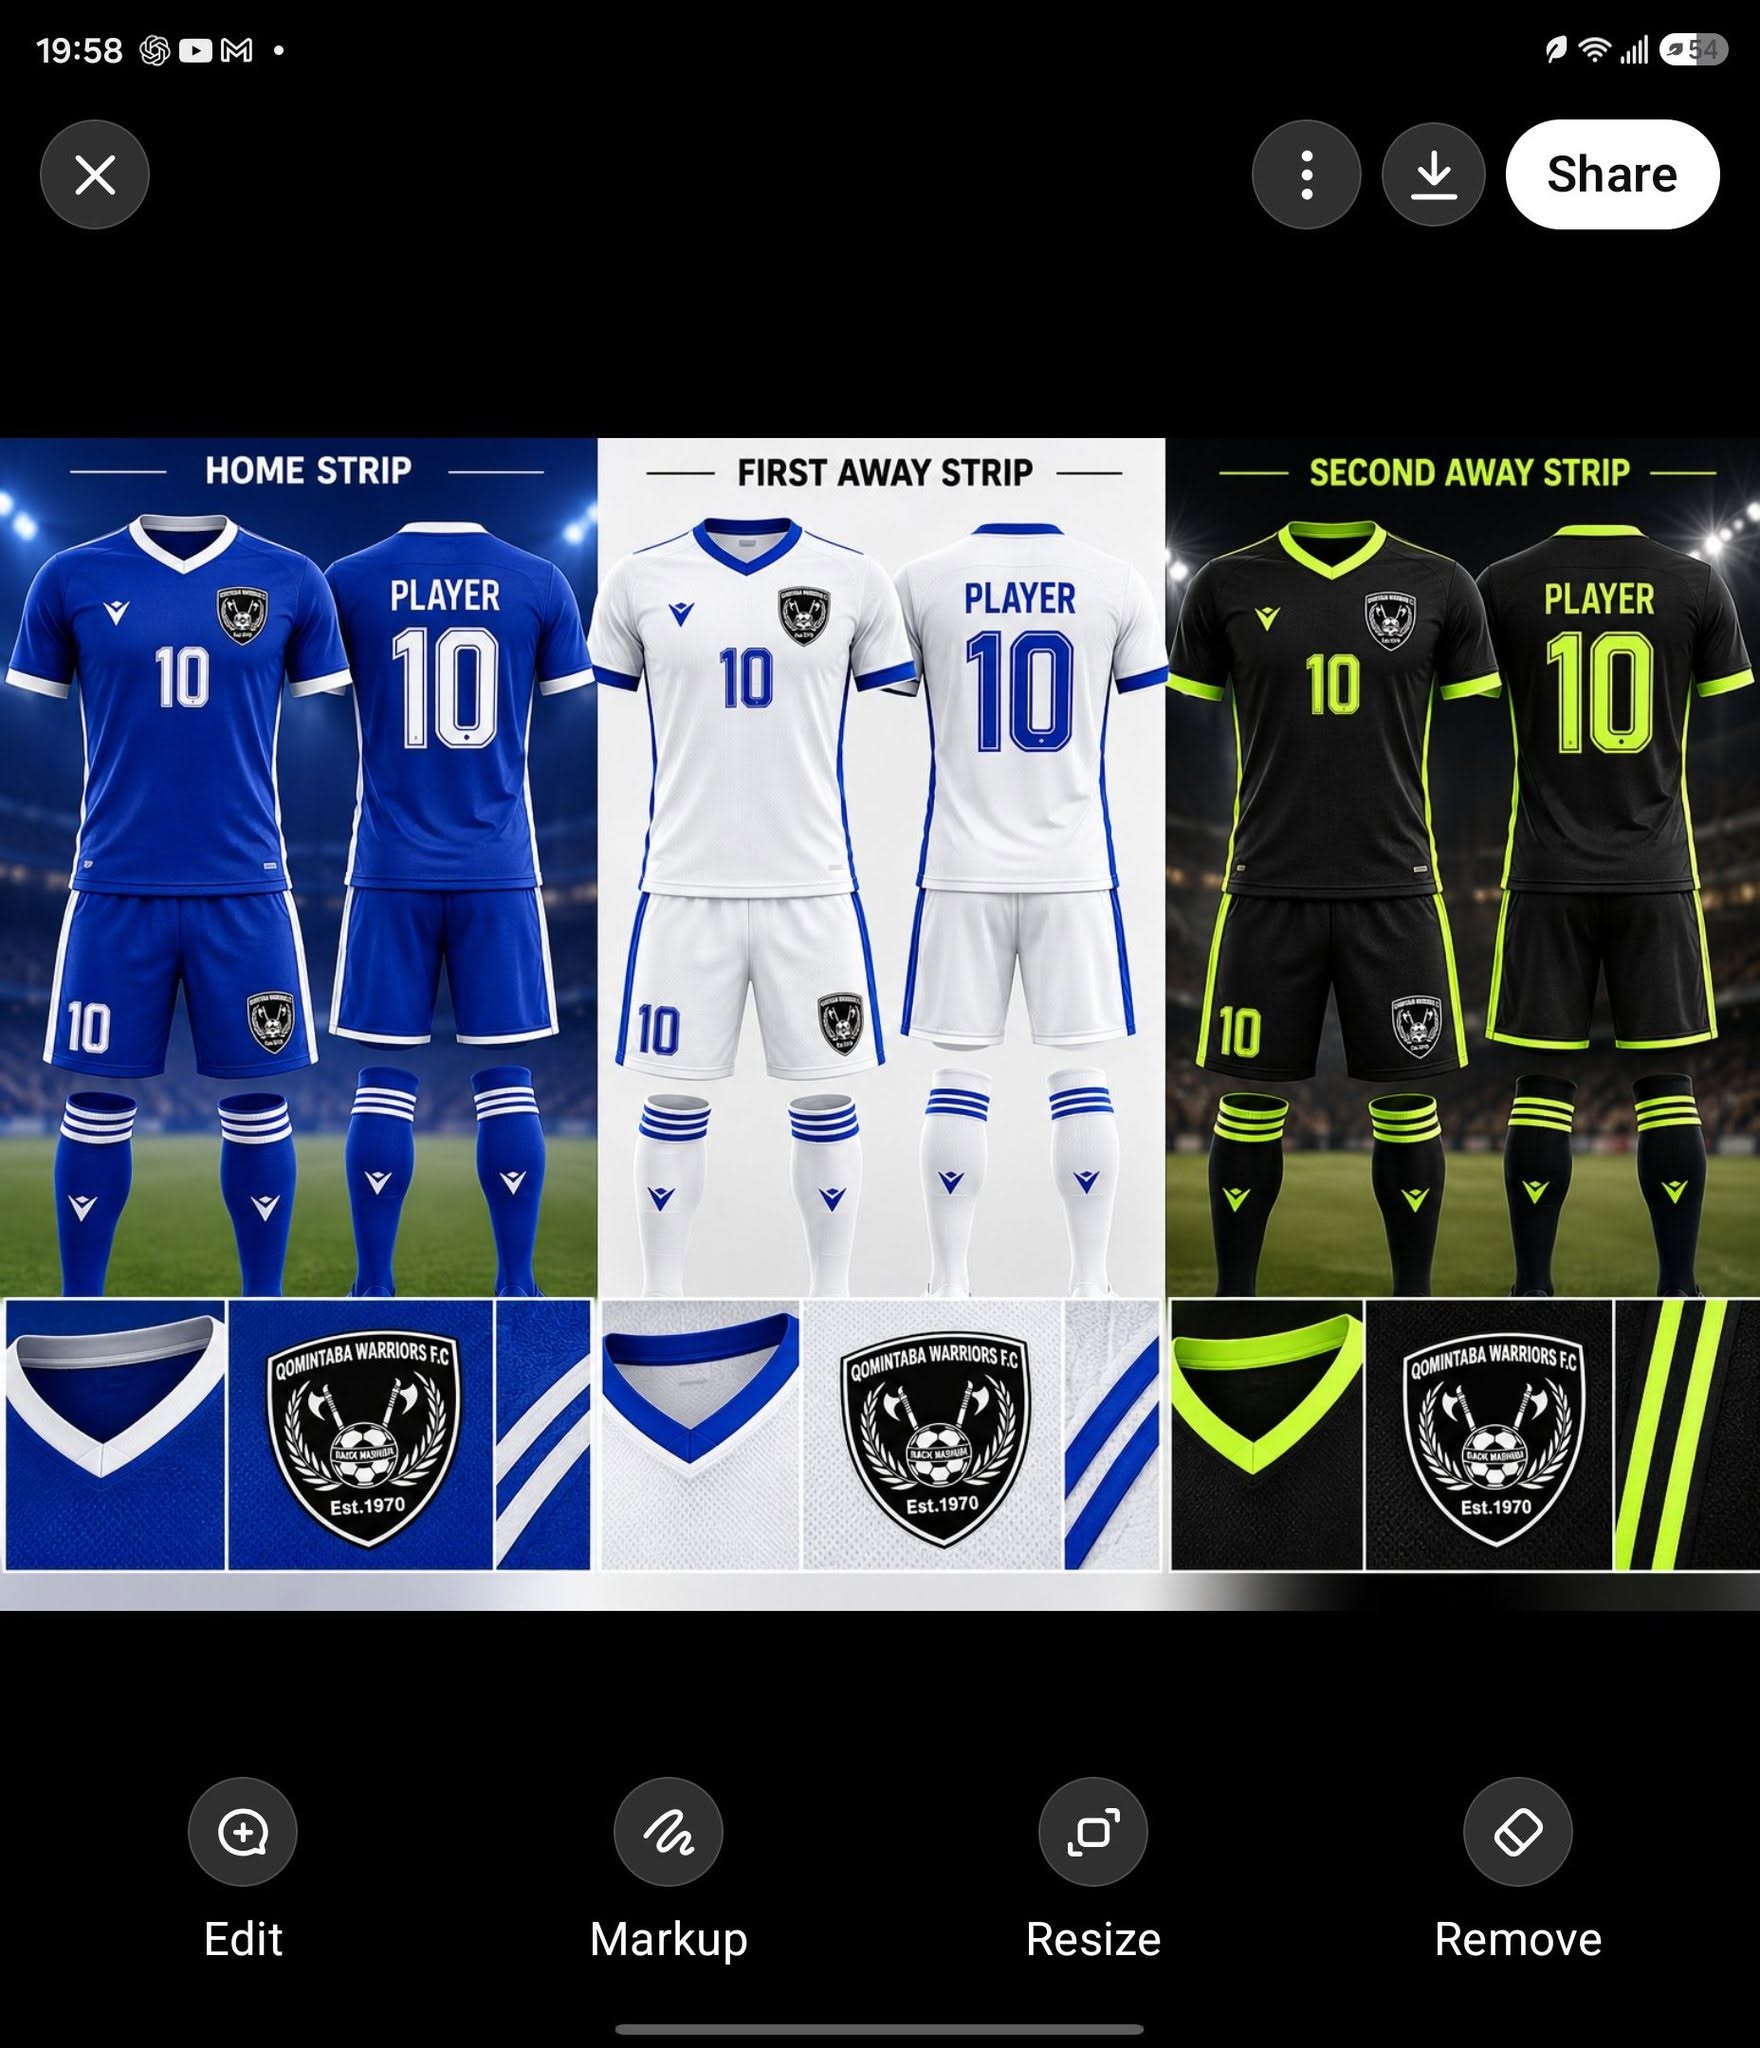 19:58
54
Share
HOME STRIP
FIRST AWAY STRIP
SECOND AWAY STRIP
PLAYER
10
10
10
PLAYER
10
10
10
PLAYER
10
10
10
QOMINTABA WARRIORS F.C
Est.1970
QOMINTABA WARRIORS F.C
Est.1970
QOMINTABA WARRIORS F.C
Est.1970
Edit
Markup
Resize
Remove